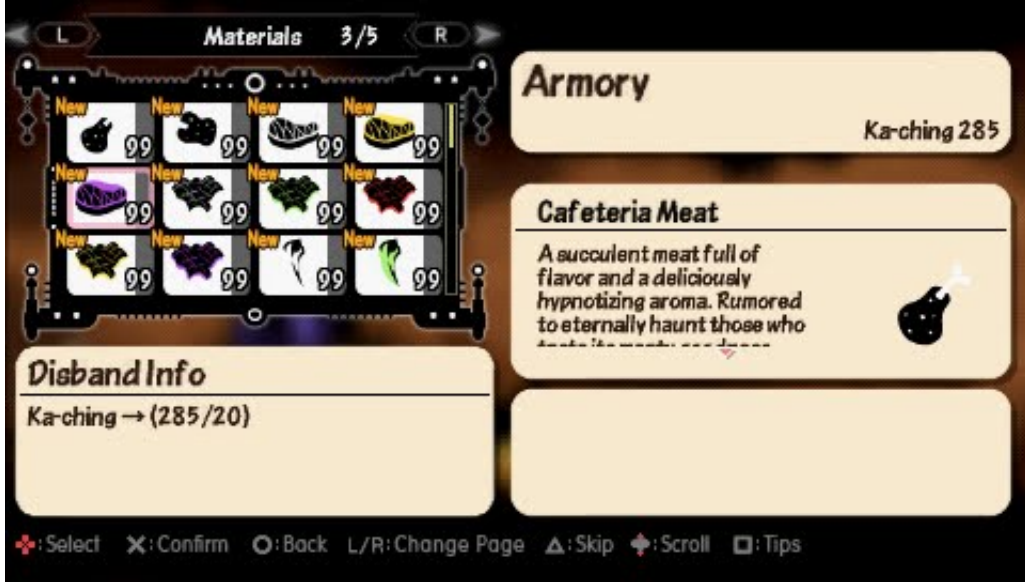 L Materials 3/5 R
New New New New
99 99 99 99
New New New New
99 99 99 99
New New New New
99 99 99 99
Disband Info
Ka-ching → (285/20)
Armory
Ka-ching 285
Cafeteria Meat
A succulent meat full of
flavor and a deliciously
hypnotizing aroma. Rumored
to eternally haunt those who
:Select X:Confirm O:Back L/R:Change Page △:Skip :Scroll □:Tips